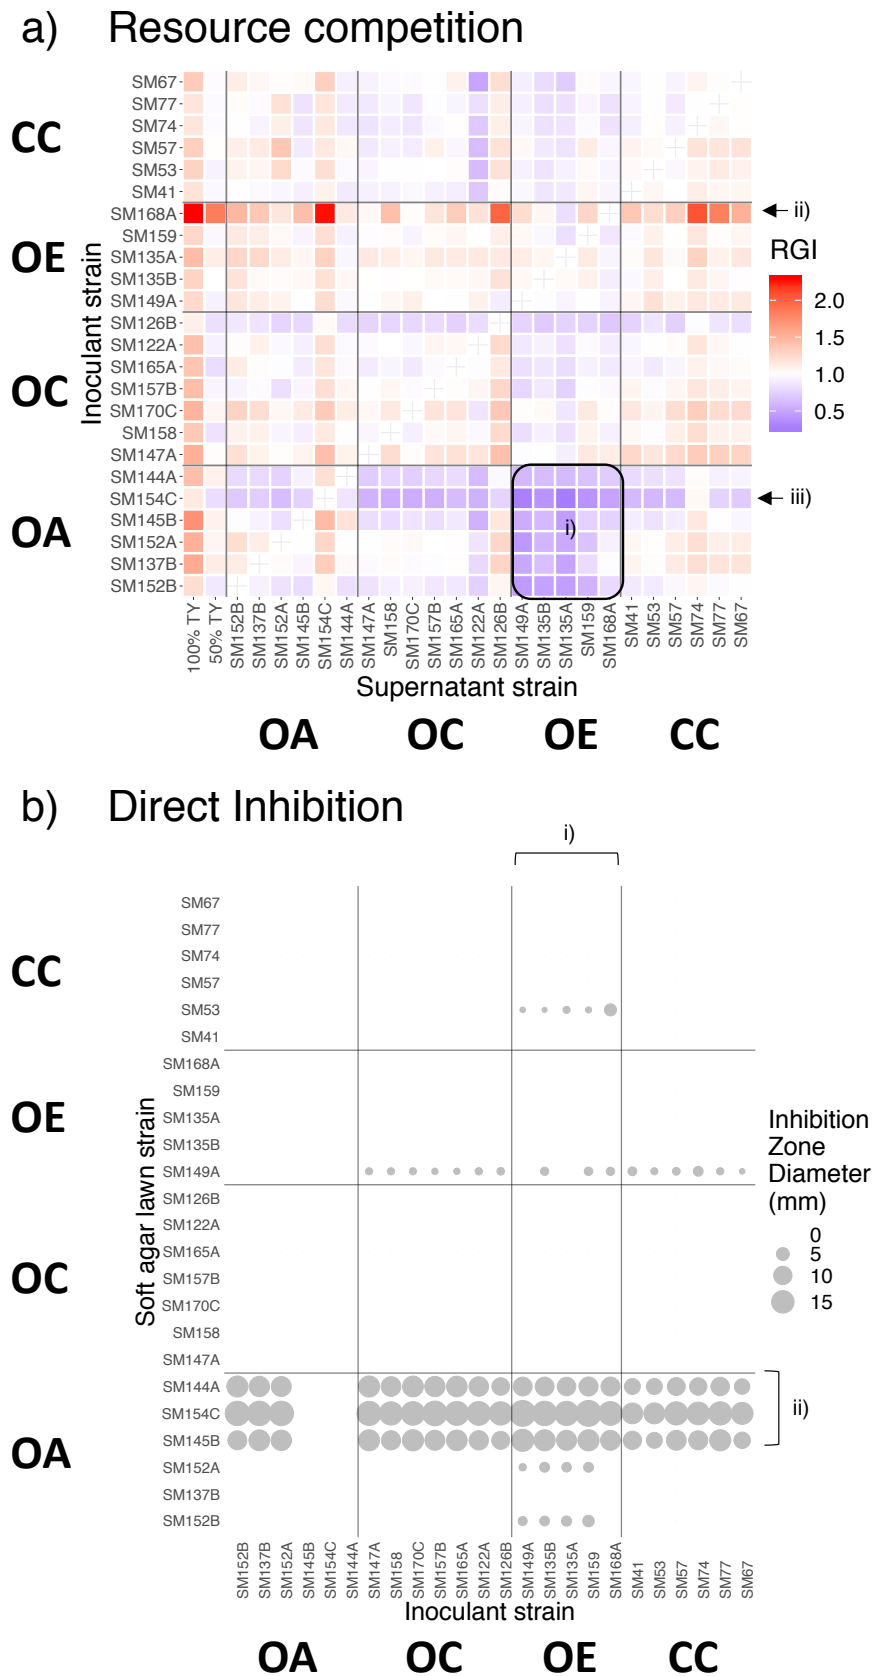 a) Resource competition
CC
OE
OC
OA
Inoculant strain
SM67
SM77
SM74
SM57
SM53
SM41
SM168A
SM159
SM135A
SM135B
SM149A
SM126B
SM122A
SM165A
SM157B
SM170C
SM158
SM147A
SM144A
SM154C
SM145B
SM152A
SM137B
SM152B
i)
ii)
iii)
RGI
2.0
1.5
1.0
0.5
100% TY
50% TY
SM152B
SM137B
SM152A
SM145B
SM154C
SM144A
SM147A
SM158
SM170C
SM157B
SM165A
SM122A
SM126B
SM149A
SM135B
SM135A
SM159
SM168A
SM41
SM53
SM57
SM74
SM77
SM67
Supernatant strain
OA OC OE CC
b) Direct Inhibition
i)
CC
OE
OC
OA
Soft agar lawn strain
SM67
SM77
SM74
SM57
SM53
SM41
SM168A
SM159
SM135A
SM135B
SM149A
SM126B
SM122A
SM165A
SM157B
SM170C
SM158
SM147A
SM144A
SM154C
SM145B
SM152A
SM137B
SM152B
ii)
Inhibition
Zone
Diameter
(mm)
0
5
10
15
SM152B
SM137B
SM152A
SM145B
SM154C
SM144A
SM147A
SM158
SM170C
SM157B
SM165A
SM122A
SM126B
SM149A
SM135B
SM135A
SM159
SM168A
SM41
SM53
SM57
SM74
SM77
SM67
Inoculant strain
OA OC OE CC